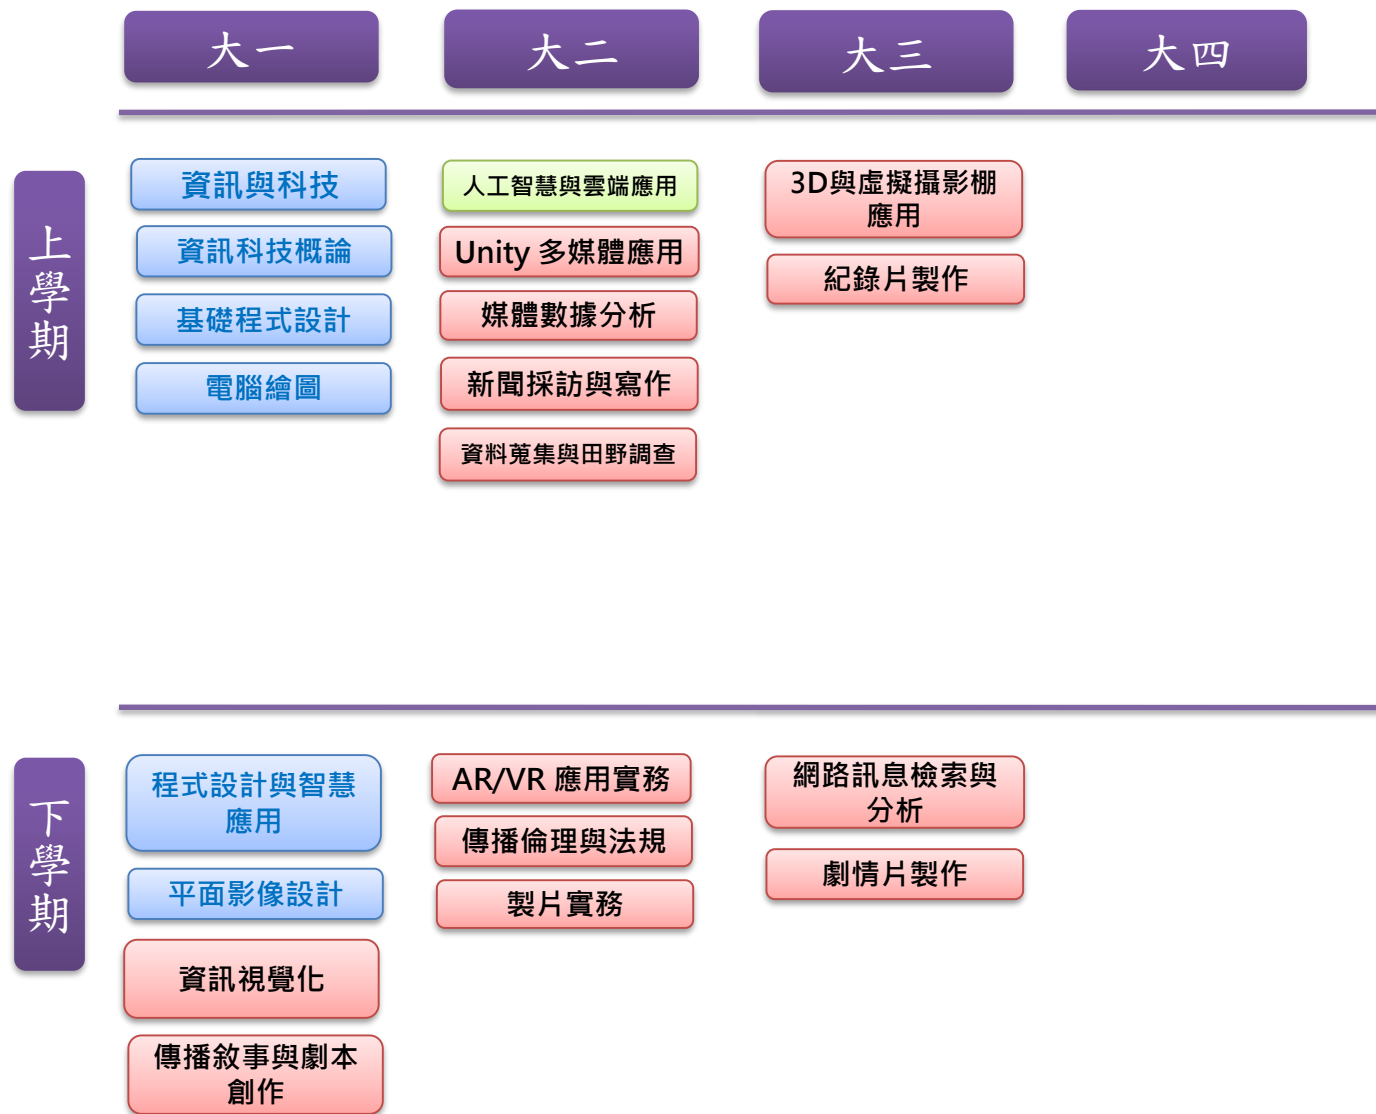 大一
大二
大三
大四
上學期
資訊與科技
資訊科技概論
基礎程式設計
電腦繪圖
人工智慧與雲端應用
Unity 多媒體應用
媒體數據分析
新聞採訪與寫作
資料蒐集與田野調查
3D與虛擬攝影棚
應用
紀錄片製作
下學期
程式設計與智慧
應用
平面影像設計
資訊視覺化
傳播敘事與劇本
創作
AR/VR 應用實務
傳播倫理與法規
製片實務
網路訊息檢索與
分析
劇情片製作